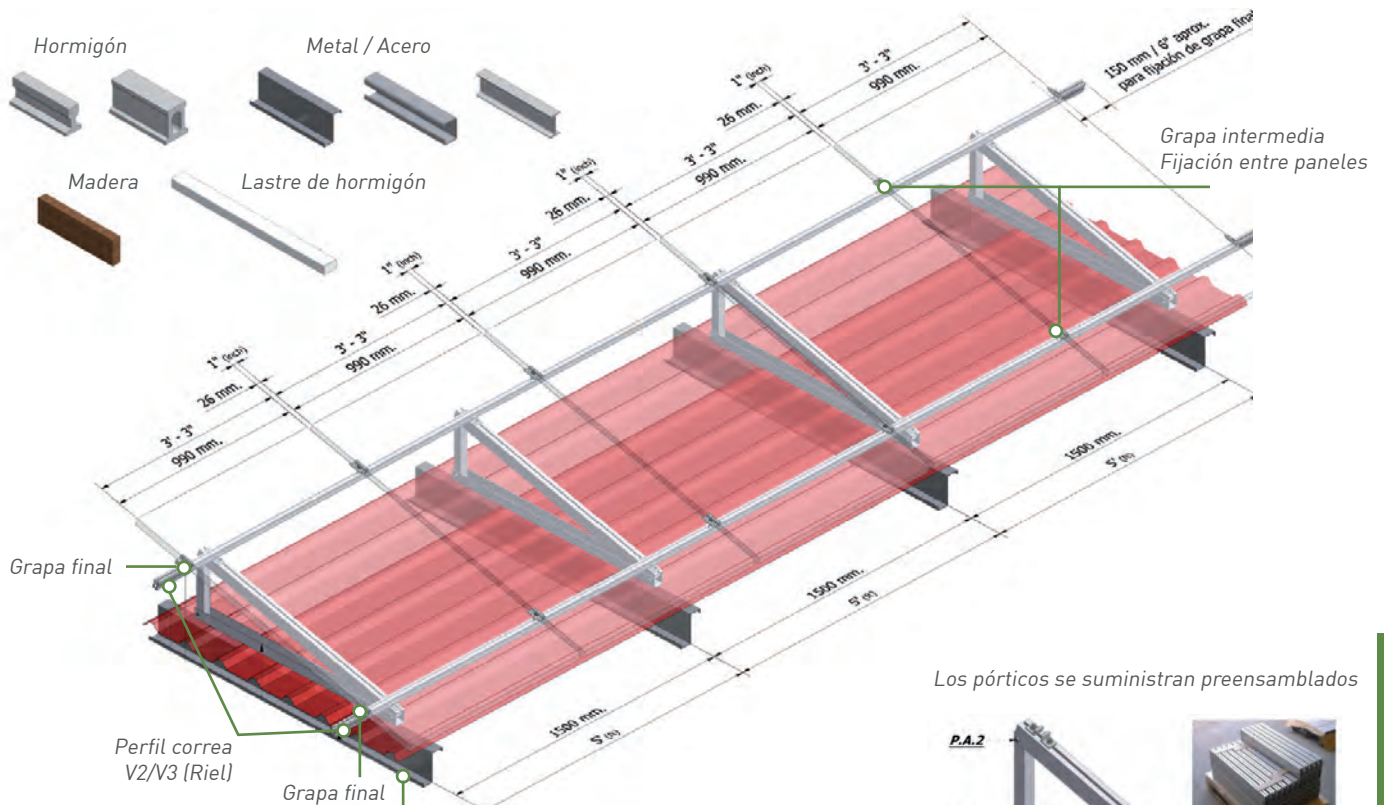 Hormigón
Metal / Acero
Madera
Lastre de hormigón
150 mm / 6" aprox.
para fijación de grapa final
3' - 3"
990 mm.
1" (inch)
26 mm.
3' - 3"
990 mm.
1" (inch)
26 mm.
3' - 3"
990 mm.
1" (inch)
26 mm.
3' - 3"
990 mm.
1" (inch)
26 mm.
3' - 3"
990 mm.
Grapa intermedia
Fijación entre paneles
1500 mm.
5' (ft)
1500 mm.
5' (ft)
1500 mm.
5' (ft)
Grapa final
Perfil correa
V2/V3 (Riel)
Grapa final
Los pórticos se suministran preensamblados
P.A.2